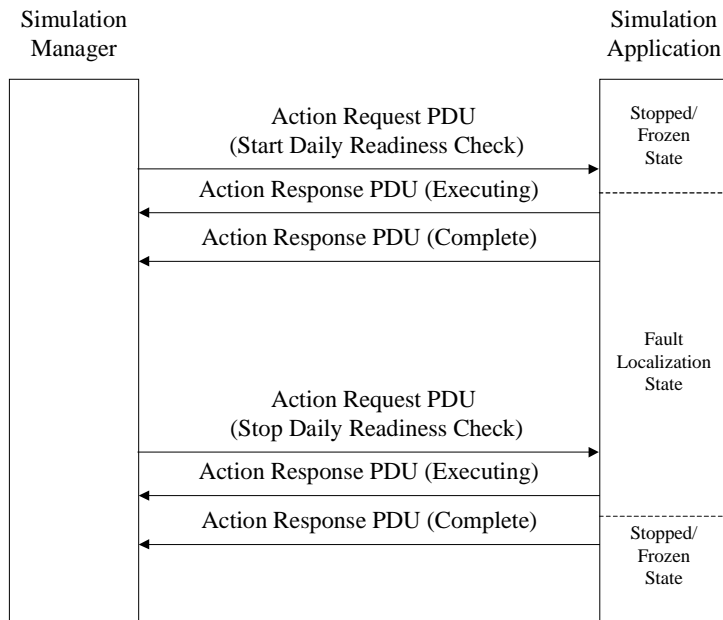 Simulation
Manager
Simulation
Application
Action Request PDU
(Start Daily Readiness Check)
Stopped/
Frozen
State
Action Response PDU (Executing)
Action Response PDU (Complete)
Fault
Localization
State
Action Request PDU
(Stop Daily Readiness Check)
Action Response PDU (Executing)
Action Response PDU (Complete)
Stopped/
Frozen
State